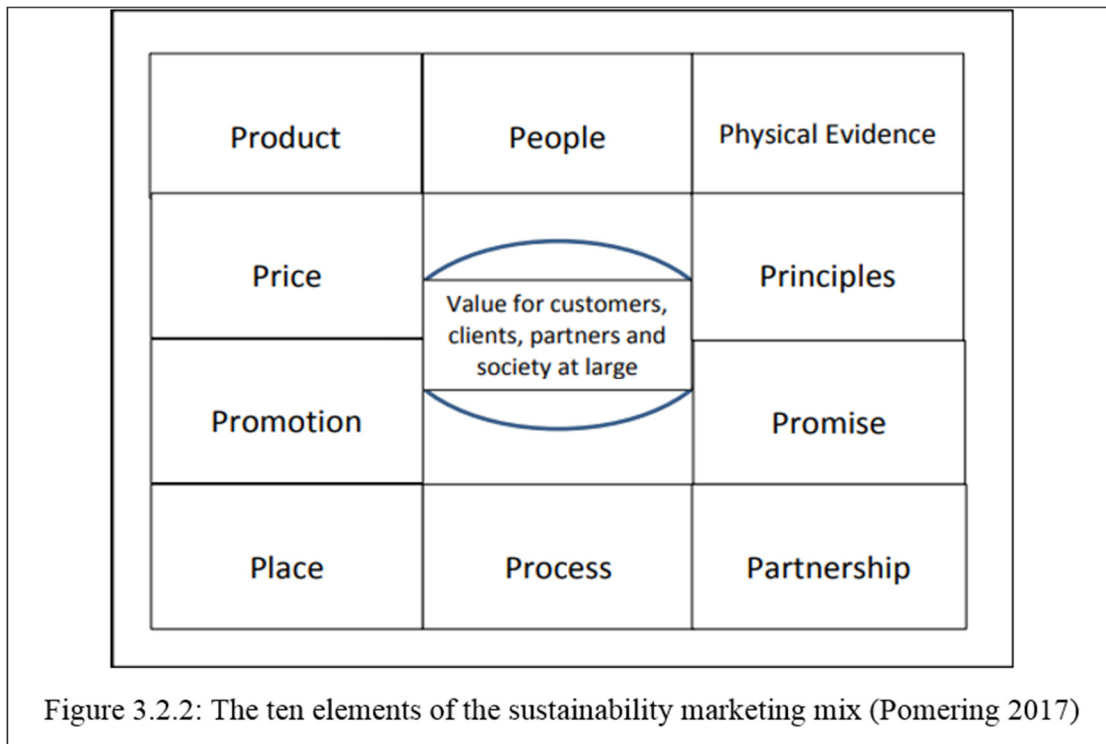 Product
People
Physical Evidence
Price
Value for customers,
clients, partners and
society at large
Principles
Promotion
Promise
Place
Process
Partnership
Figure 3.2.2: The ten elements of the sustainability marketing mix (Pomering 2017)